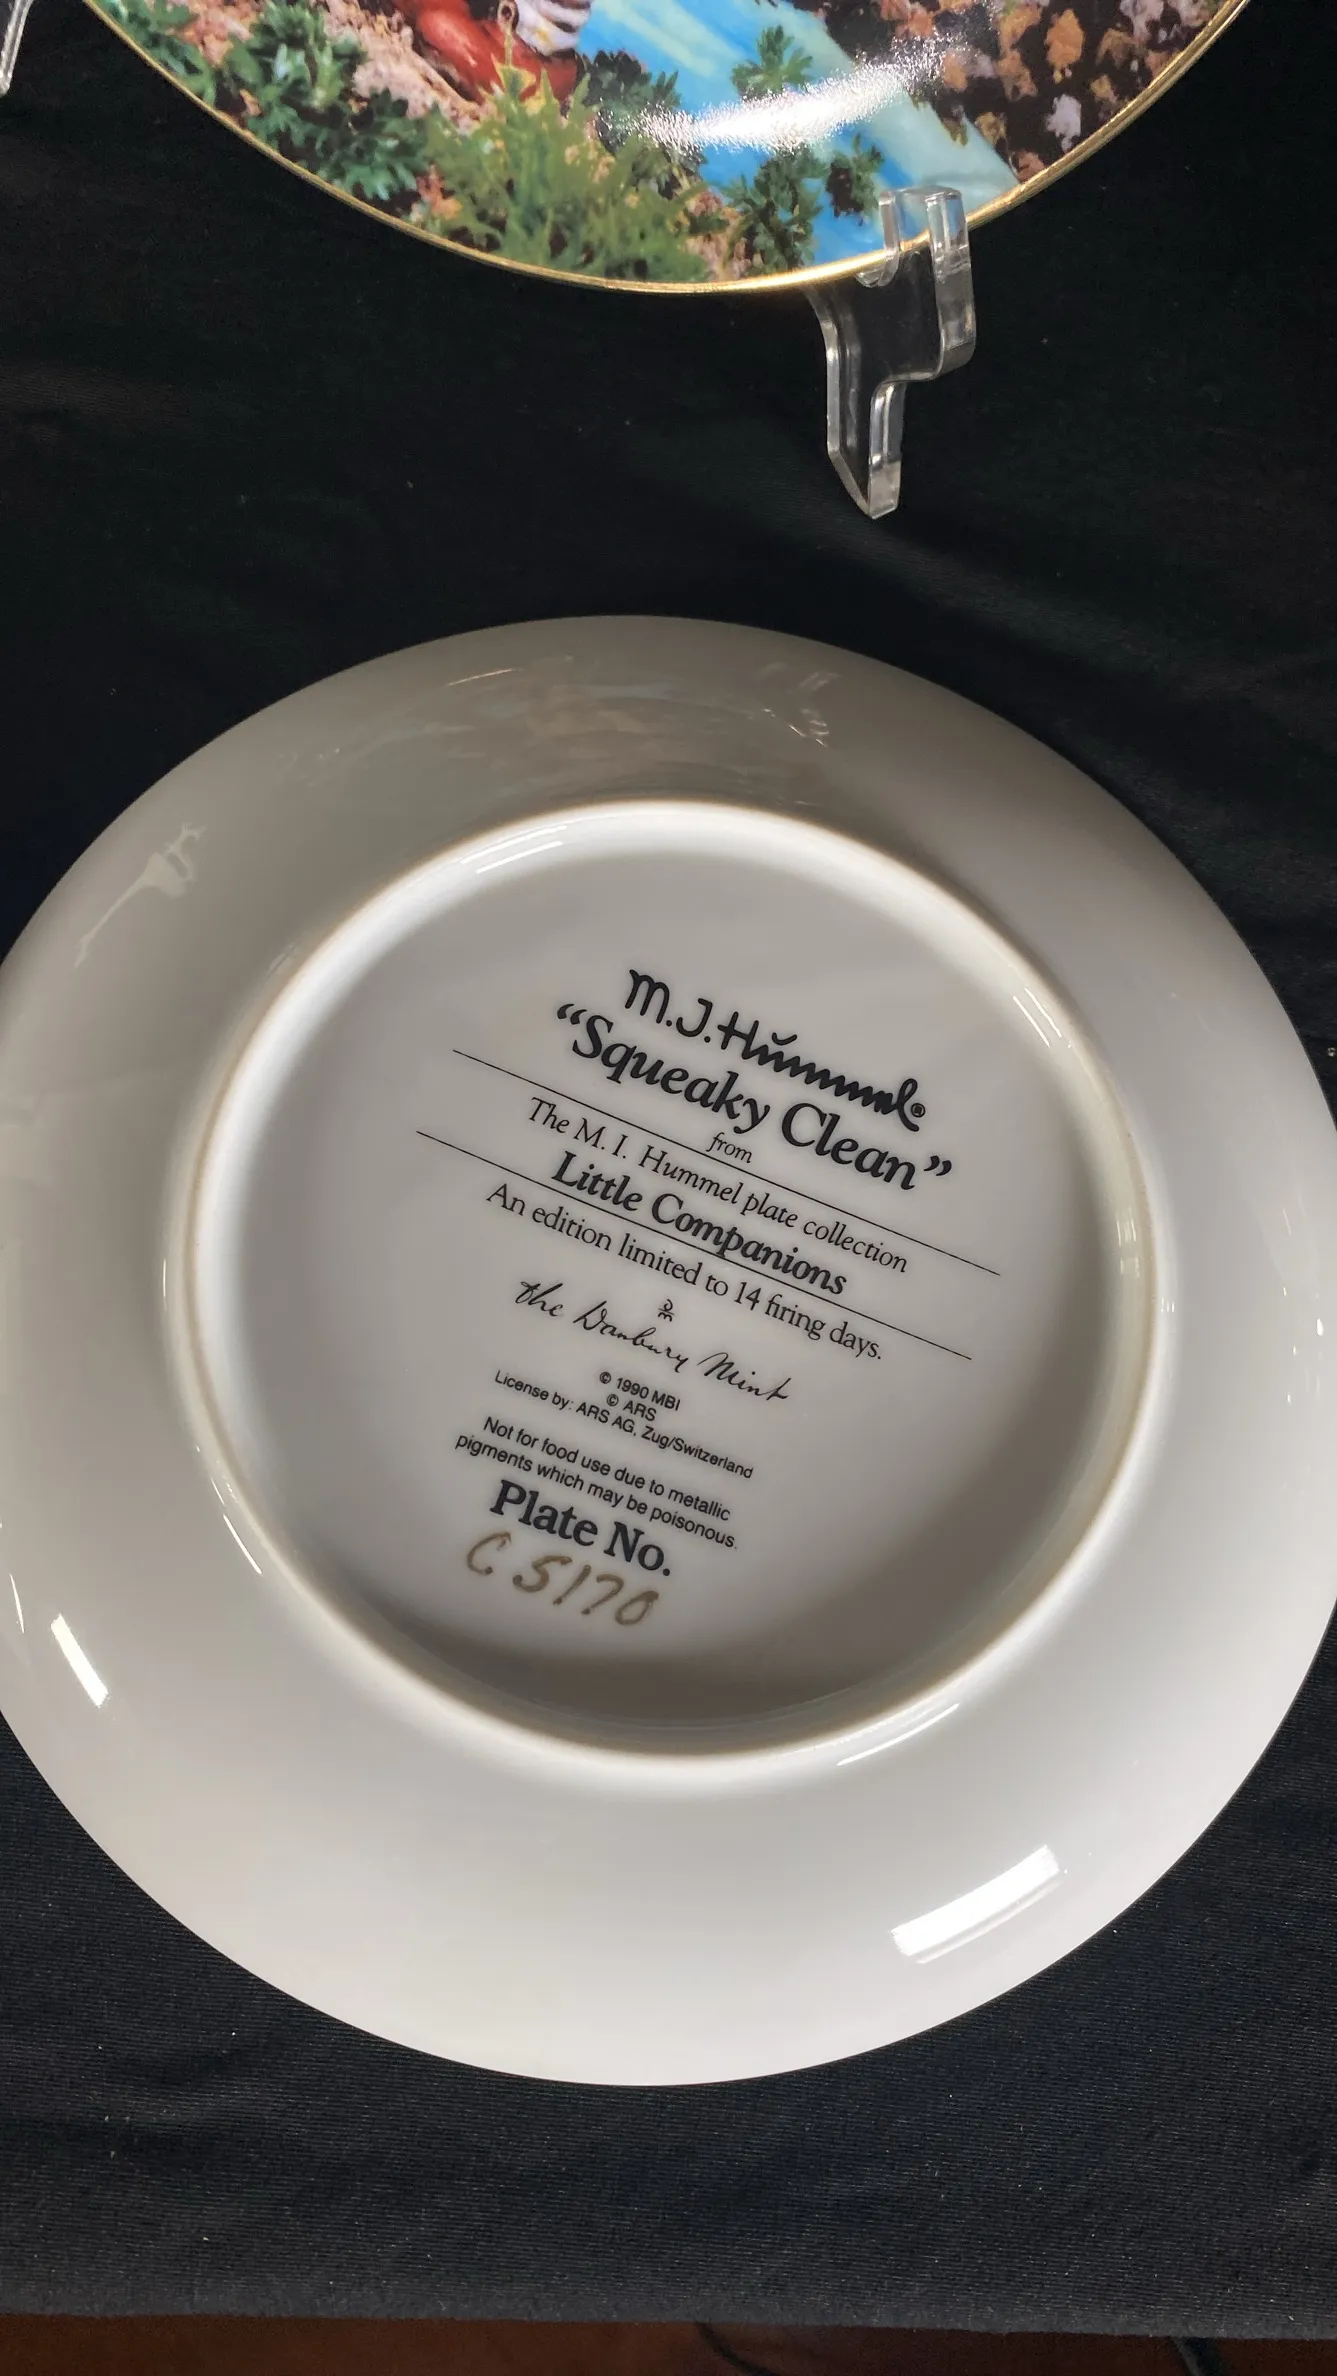 M.J.Hummel®
“Squeaky Clean”
from
The M. I. Hummel plate collection
Little Companions
An edition limited to 14 firing days.
DM
the Danbury Mint
© 1990 MBI
© ARS
License by: ARS AG, Zug/Switzerland
Not for food use due to metallic
pigments which may be poisonous.
Plate No.
C 5170